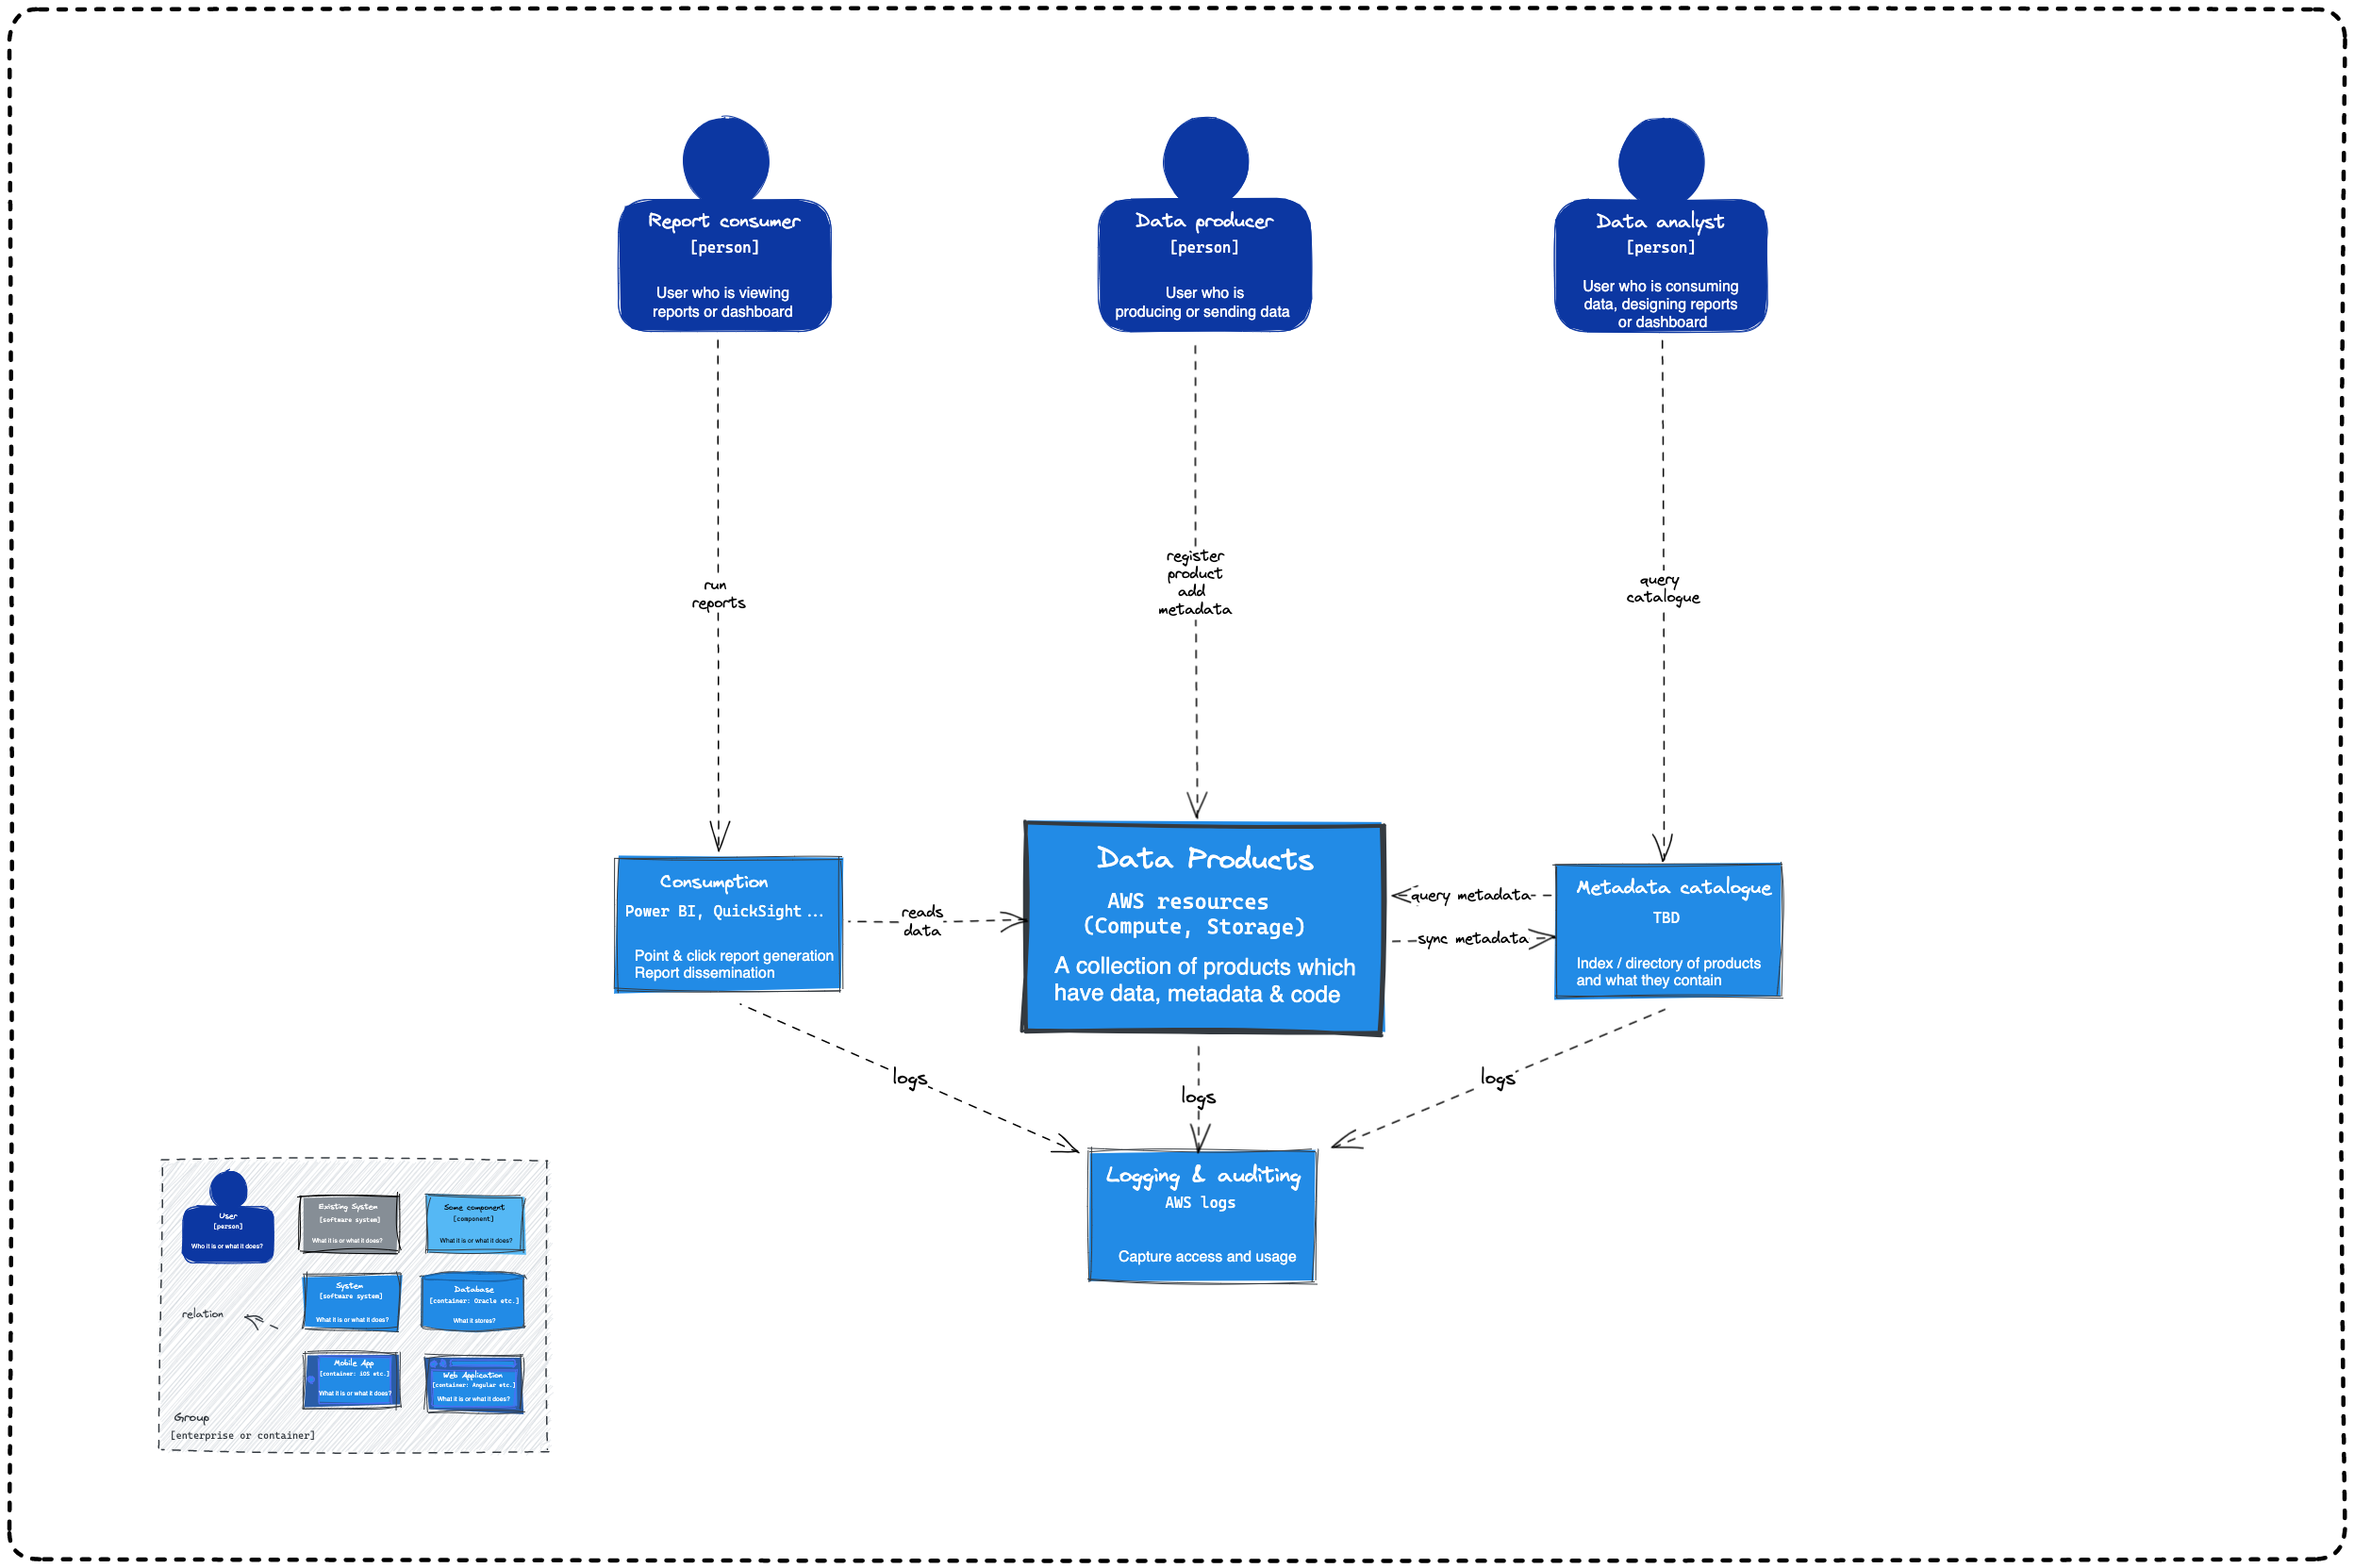 Report consumer
[person]
User who is viewing
reports or dashboard
Data producer
[person]
User who is
producing or sending data
Data analyst
[person]
User who is consuming
data, designing reports
or dashboard
run
reports
register
product
add
metadata
query
catalogue
Consumption
Power BI, QuickSight ...
Point & click report generation
Report dissemination
reads
data
Data Products
AWS resources
(Compute, Storage)
A collection of products which
have data, metadata & code
query metadata
sync metadata
Metadata catalogue
TBD
Index / directory of products
and what they contain
logs
logs
logs
Logging & auditing
AWS logs
Capture access and usage
User
[person]
Who it is or what it does?
Existing System
[software system]
What it is or what it does?
Some component
[component]
What it is or what it does?
System
[software system]
What it is or what it does?
Database
[container: Oracle etc.]
What it stores?
relation
Mobile App
[container: iOS etc.]
What it is or what it does?
Web Application
[container: Angular etc.]
What it is or what it does?
Group
[enterprise or container]